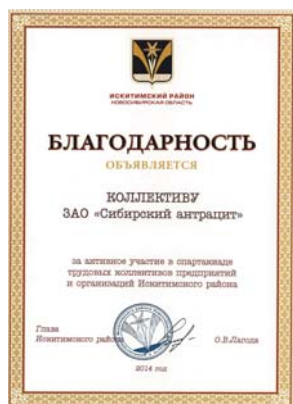 ИСКИТИМСКИЙ РАЙОН
НОВОСИБИРСКАЯ ОБЛАСТЬ
БЛАГОДАРНОСТЬ
ОБЪЯВЛЯЕТСЯ
КОЛЛЕКТИВУ
ЗАО «Сибирский антрацит»
за активное участие в спартакиаде
трудовых коллективов предприятий
и организаций Искитимского района
Глава
Искитимского района О.В.Лагода
2014 год